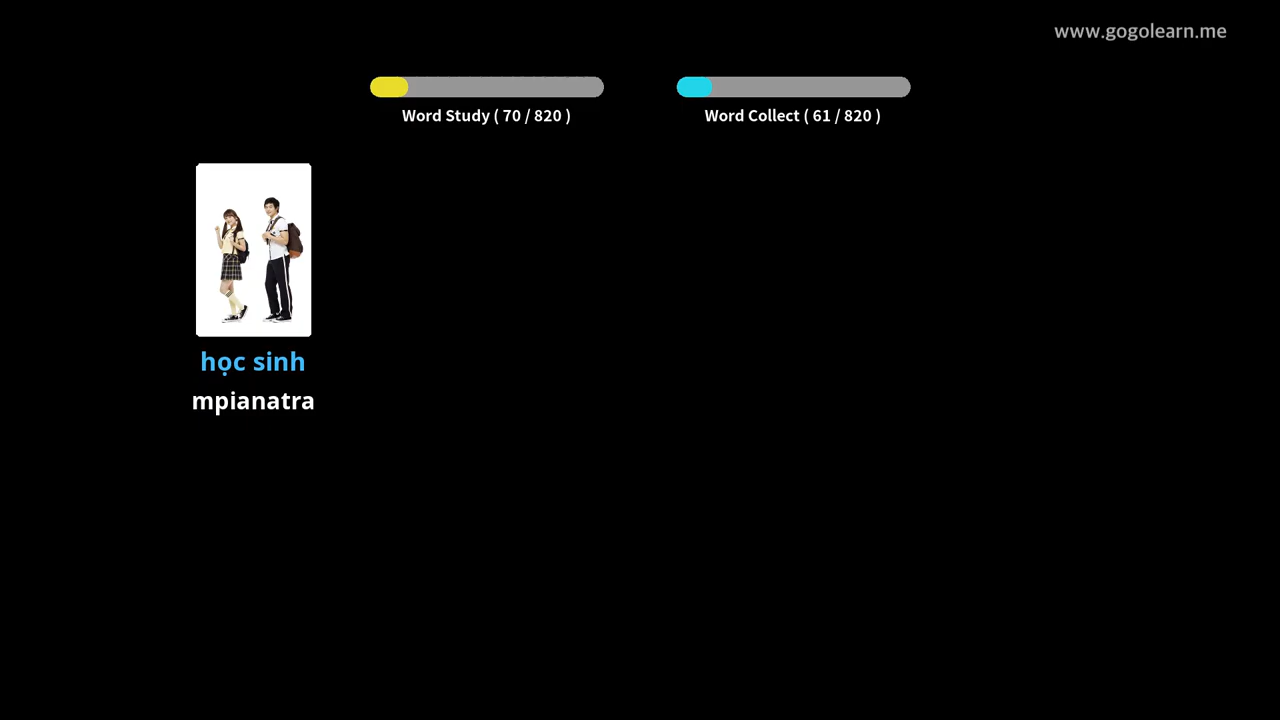 www.gogolearn.me
Word Study ( 70 / 820 )
Word Collect ( 61 / 820 )
học sinh
mpianatra